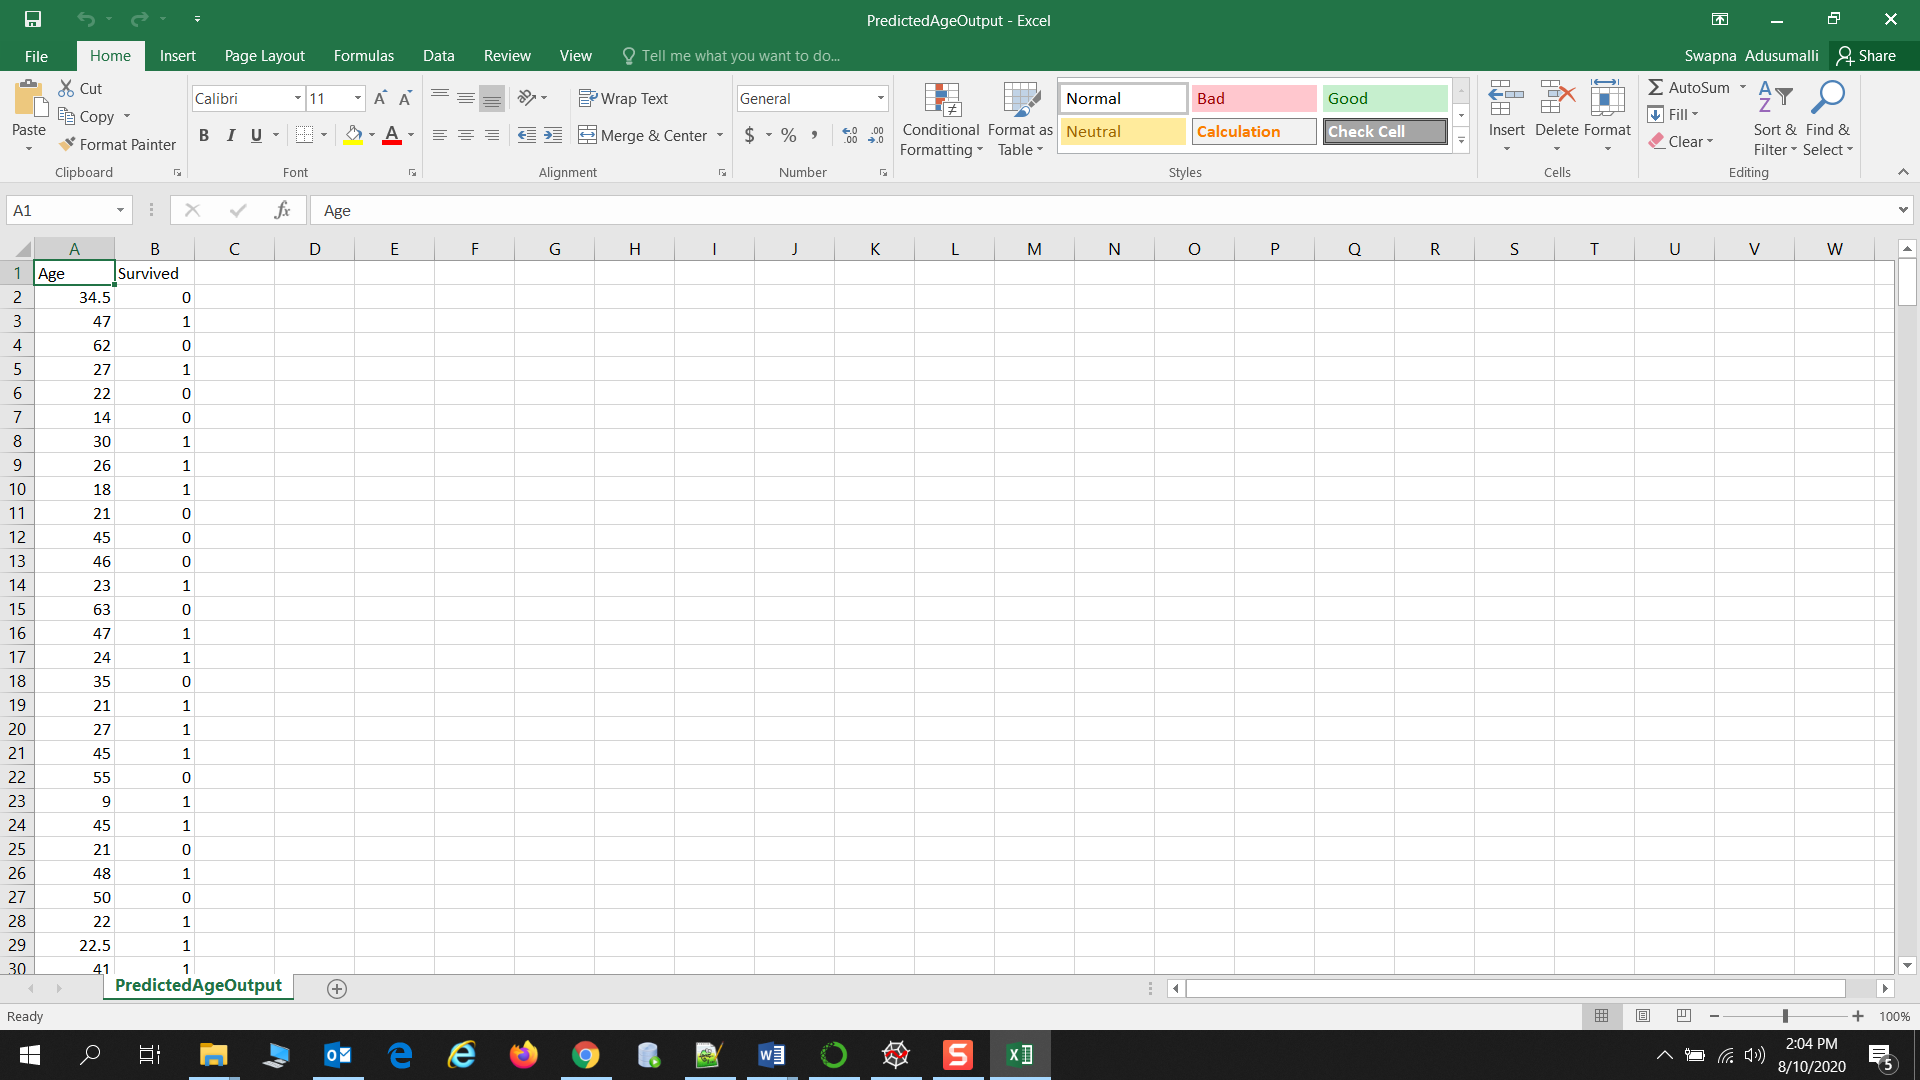 PredictedAgeOutput - Excel
File Home Insert Page Layout Formulas Data Review View Tell me what you want to do... Swapna Adusumalli Share
Paste Cut
Copy
Format Painter
Clipboard
Calibri 11
B I U A
Font
Wrap Text
Merge & Center
Alignment
General
$ % ,
Number
Conditional Formatting
Format as Table
Normal Bad Good
Neutral Calculation Check Cell
Styles
Insert Delete Format
Cells
AutoSum
Fill
Clear
Sort & Filter
Find & Select
Editing
A1 fx Age
A B C D E F G H I J K L M N O P Q R S T U V W
1 Age Survived
2 34.5 0
3 47 1
4 62 0
5 27 1
6 22 0
7 14 0
8 30 1
9 26 1
10 18 1
11 21 0
12 45 0
13 46 0
14 23 1
15 63 0
16 47 1
17 24 1
18 35 0
19 21 1
20 27 1
21 45 1
22 55 0
23 9 1
24 45 1
25 21 0
26 48 1
27 50 0
28 22 1
29 22.5 1
30 41 1
PredictedAgeOutput
Ready 100%
2:04 PM
8/10/2020
5